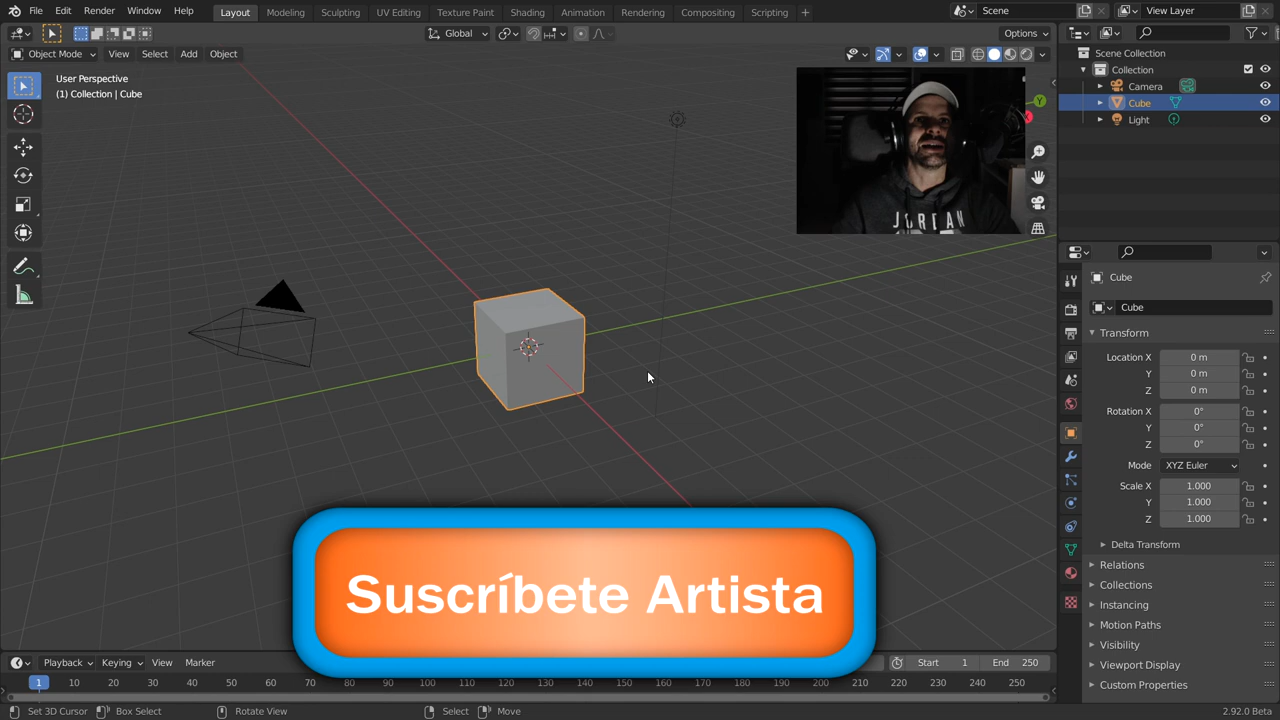 File Edit Render Window Help Layout Modeling Sculpting UV Editing Texture Paint Shading Animation Rendering Compositing Scripting + Scene View Layer
Global Options
Object Mode View Select Add Object
User Perspective
(1) Collection | Cube
Scene Collection
Collection
Camera
Cube
Light
Y
JORDAN
Cube
Cube
Transform
Location X 0 m
Y 0 m
Z 0 m
Rotation X 0°
Y 0°
Z 0°
Mode XYZ Euler
Scale X 1.000
Y 1.000
Z 1.000
Delta Transform
Relations
Collections
Instancing
Motion Paths
Visibility
Viewport Display
Custom Properties
Suscríbete Artista
Playback Keying View Marker Start 1 End 250
1 10 20 30 40 50 60 70 80 90 100 110 120 130 140 150 160 170 180 190 200 210 220 230 240 250
Set 3D Cursor Box Select Rotate View Select Move 2.92.0 Beta